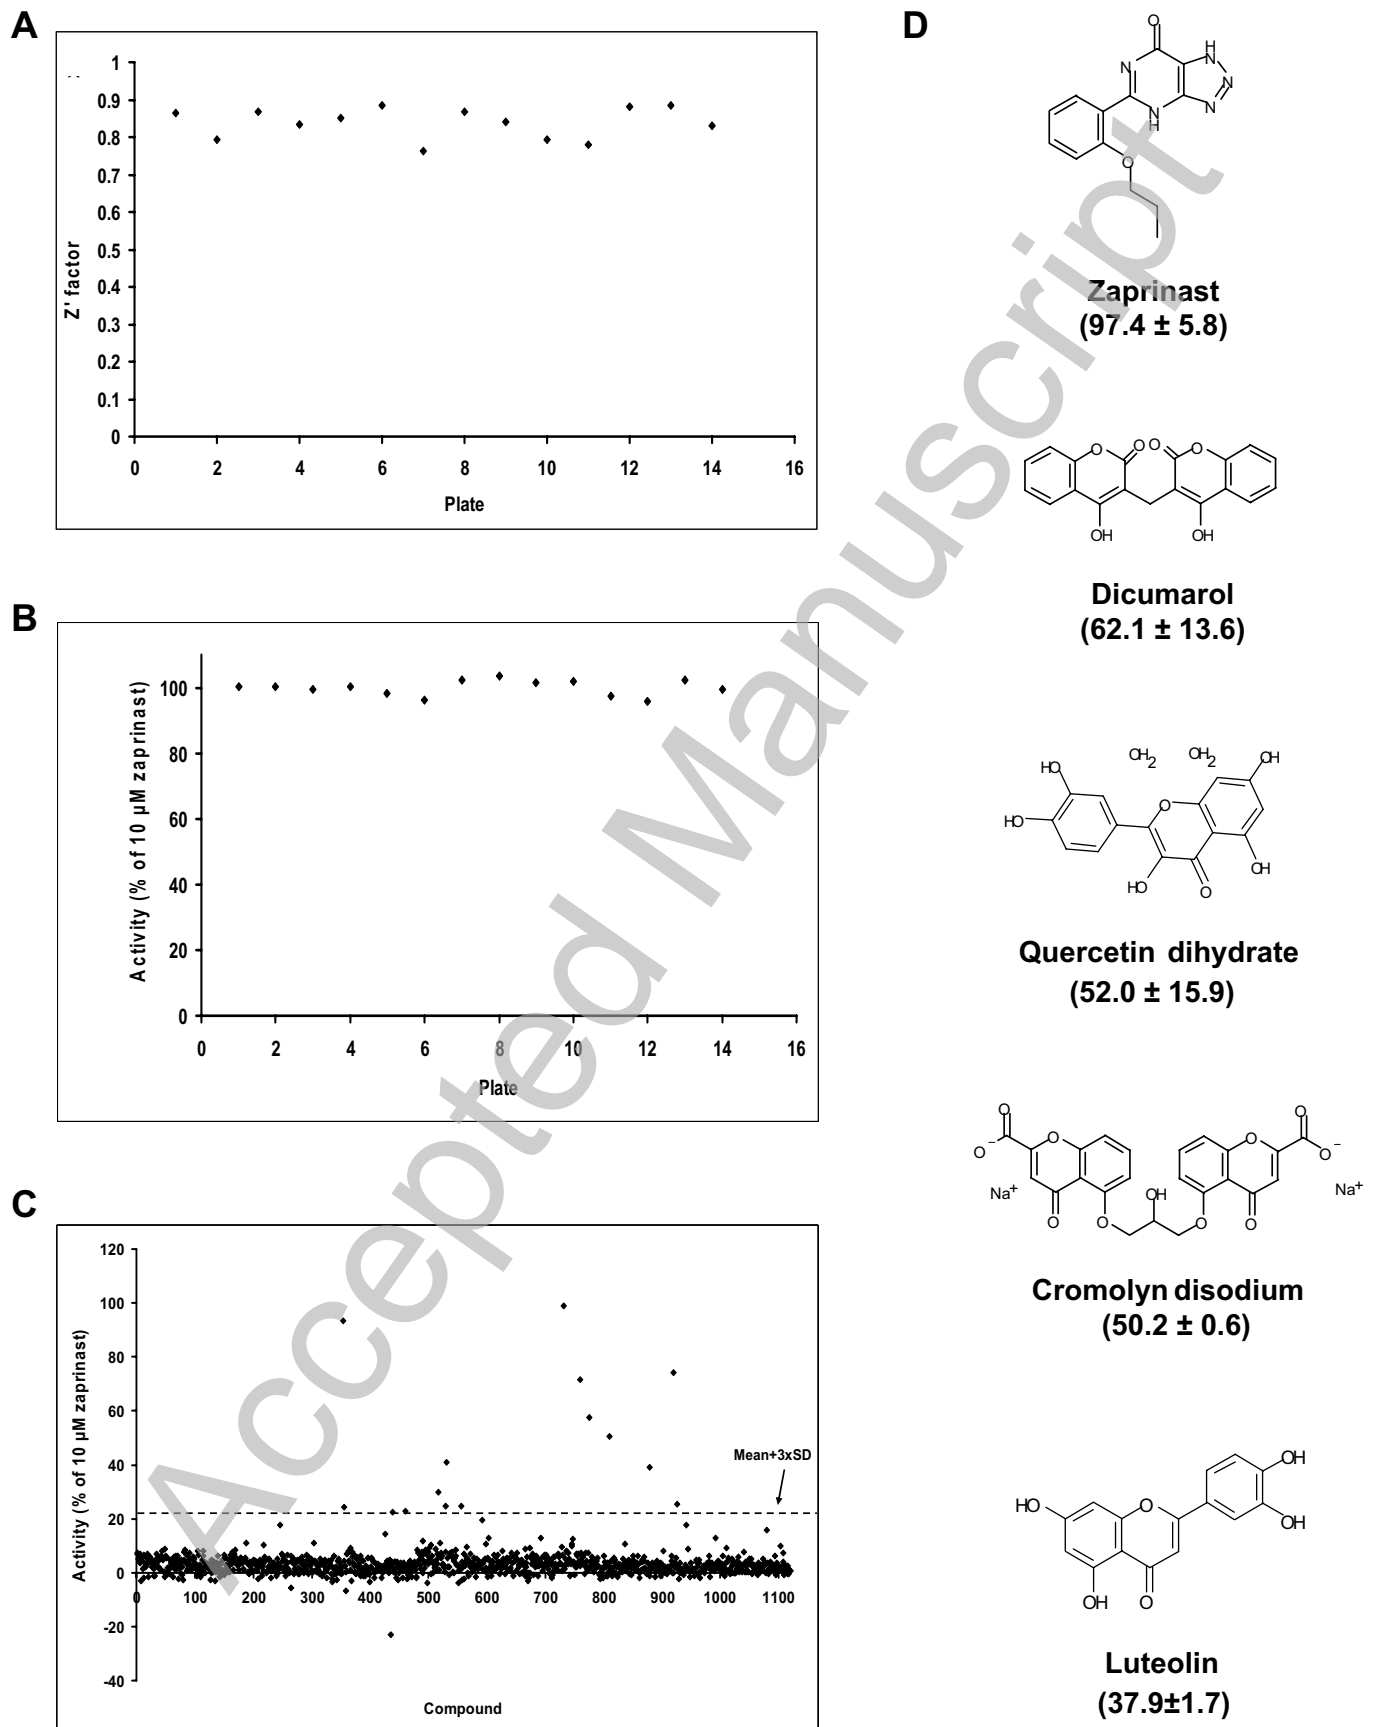 A
1
0.9
0.8
0.7
0.6
0.5
0.4
0.3
0.2
0.1
0
Z' factor
0 2 4 6 8 10 12 14 16
Plate
B
100
80
60
40
20
0
Activity (% of 10 µM zaprinast)
0 2 4 6 8 10 12 14 16
Plate
C
120
100
80
60
40
20
0
-20
-40
Activity (% of 10 µM zaprinast)
Mean+3xSD
0 100 200 300 400 500 600 700 800 900 1000 1100
Compound
D
O
N H N
N
N H N
O
Zaprinast
(97.4 ± 5.8)
O O O O
OH OH
Dicumarol
(62.1 ± 13.6)
HO OH2 OH2 OH
HO O
HO O OH
Quercetin dihydrate
(52.0 ± 15.9)
O O
O- O O O-
Na+ OH Na+
O O O O
Cromolyn disodium
(50.2 ± 0.6)
OH
HO O OH
OH O
Luteolin
(37.9±1.7)
Accepted Manuscript